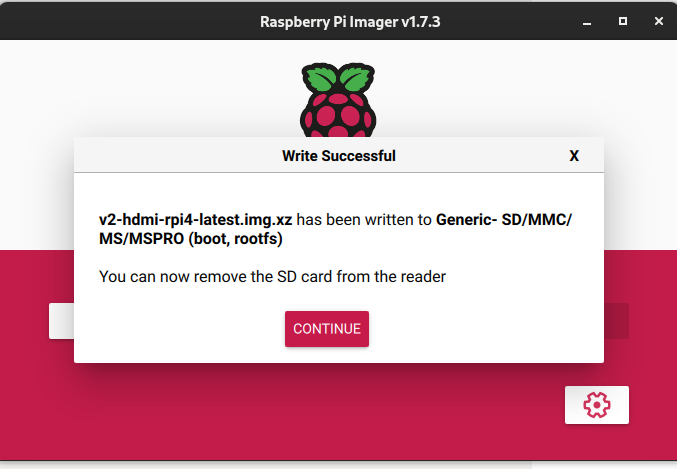 Raspberry Pi Imager v1.7.3
Write Successful
X
v2-hdmi-rpi4-latest.img.xz has been written to Generic- SD/MMC/
MS/MSPRO (boot, rootfs)
You can now remove the SD card from the reader
CONTINUE